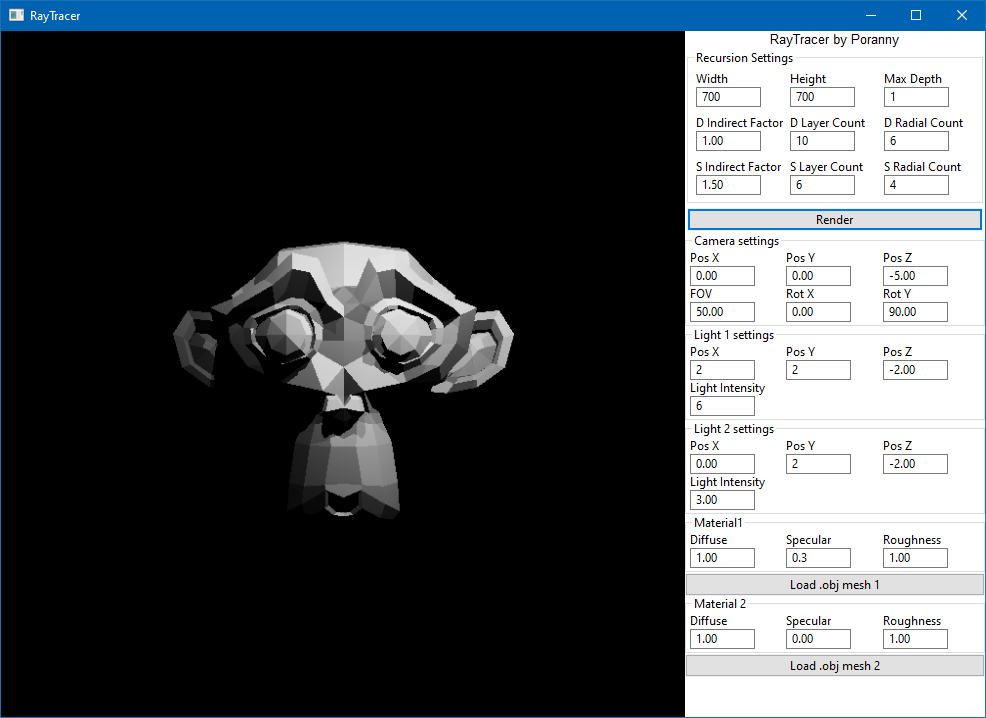 RayTracer
RayTracer by Poranny
Recursion Settings
Width Height Max Depth
700 700 1
D Indirect Factor D Layer Count D Radial Count
1.00 10 6
S Indirect Factor S Layer Count S Radial Count
1.50 6 4
Render
Camera settings
Pos X Pos Y Pos Z
0.00 0.00 -5.00
FOV Rot X Rot Y
50.00 0.00 90.00
Light 1 settings
Pos X Pos Y Pos Z
2 2 -2.00
Light Intensity
6
Light 2 settings
Pos X Pos Y Pos Z
0.00 2 -2.00
Light Intensity
3.00
Material1
Diffuse Specular Roughness
1.00 0.3 1.00
Load .obj mesh 1
Material 2
Diffuse Specular Roughness
1.00 0.00 1.00
Load .obj mesh 2